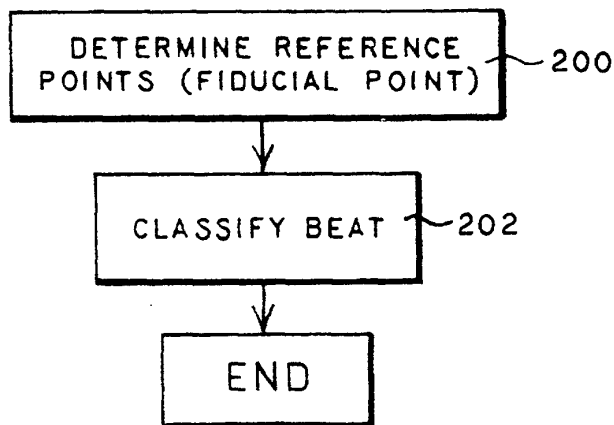 DETERMINE REFERENCE
POINTS (FIDUCIAL POINT)
200
CLASSIFY BEAT
202
END